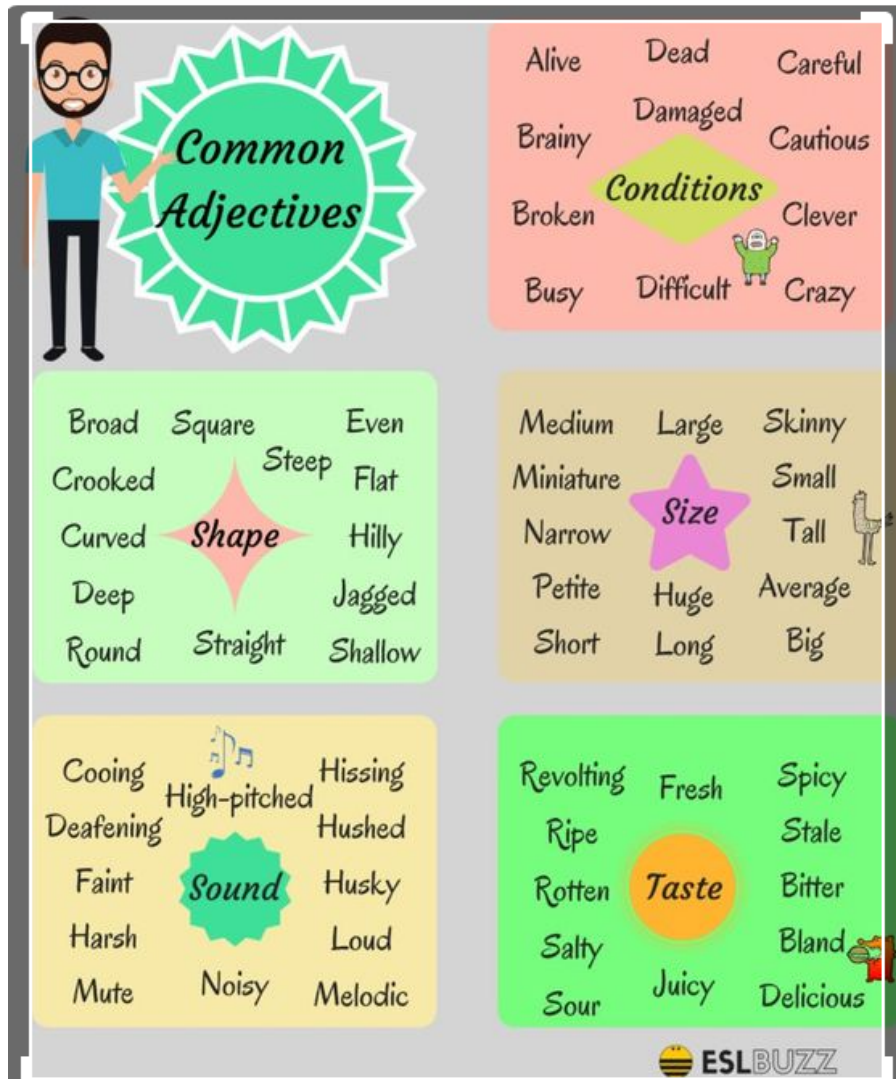 Common
Adjectives
Alive Dead Careful
Damaged
Brainy Cautious
Conditions
Broken Clever
Busy Difficult Crazy
Broad Square Even
Steep
Crooked Flat
Curved Shape Hilly
Deep Jagged
Round Straight Shallow
Medium Large Skinny
Miniature Small
Size
Narrow Tall
Petite Huge Average
Short Long Big
Cooing Hissing
High-pitched
Deafening Hushed
Faint Sound Husky
Harsh Loud
Mute Noisy Melodic
Revolting Fresh Spicy
Ripe Stale
Rotten Taste Bitter
Salty Bland
Sour Juicy Delicious
ESLBUZZ